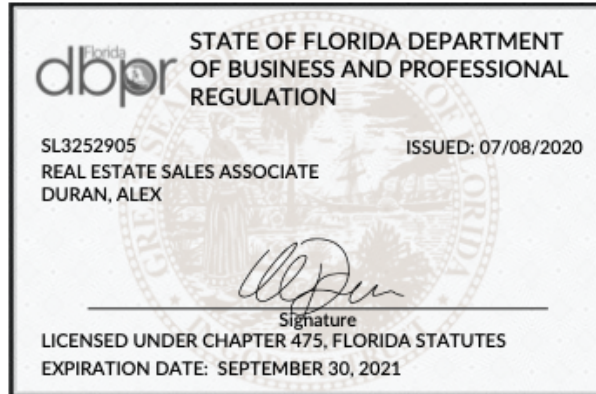 Florida
dbpr
STATE OF FLORIDA DEPARTMENT
OF BUSINESS AND PROFESSIONAL
REGULATION
SL3252905
ISSUED: 07/08/2020
REAL ESTATE SALES ASSOCIATE
DURAN, ALEX
Signature
LICENSED UNDER CHAPTER 475, FLORIDA STATUTES
EXPIRATION DATE: SEPTEMBER 30, 2021